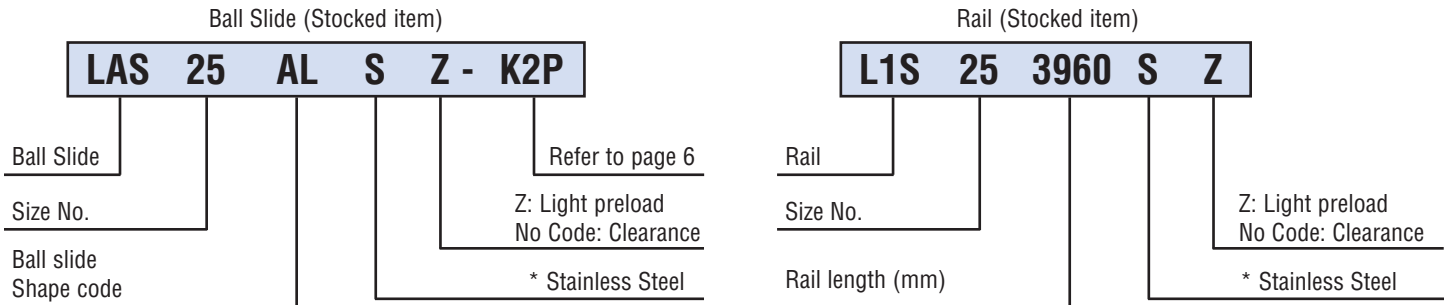 Ball Slide (Stocked item)
LAS 25 AL S Z - K2P
Ball Slide
Refer to page 6
Size No.
Z: Light preload
No Code: Clearance
Ball slide
Shape code
* Stainless Steel
Rail (Stocked item)
L1S 25 3960 S Z
Rail
Size No.
Z: Light preload
No Code: Clearance
Rail length (mm)
* Stainless Steel